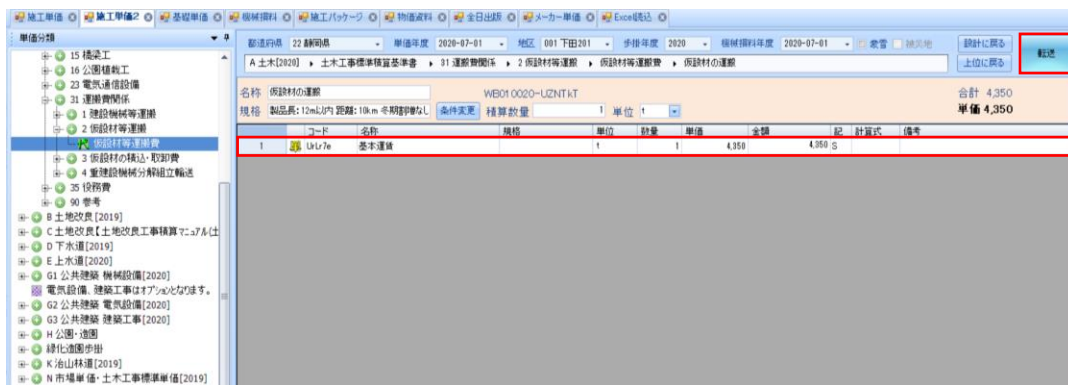 施工単価 施工単価2 基礎単価 機械損料 施工パッケージ 物価資料 全日出版 メーカー単価 Excel読込
単価分類
都道府県 22 静岡県 単価年度 2020-07-01 地区 001 下田201 歩掛年度 2020 機械損料年度 2020-07-01 豪雪 被災地 設計に戻る
A 土木[2020] 土木工事標準積算基準書 31 運搬費関係 2 仮設材等運搬 仮設材等運搬費 仮設材の運搬 上位に戻る
転送
名称 仮設材の運搬 WB010020-UZNTkT 合計 4,350
規格 製品長:12m以内 距離:10km 冬期割増なし 条件変更 積算数量 1 単位 t 単価 4,350
コード 名称 規格 単位 数量 単価 金額 記 計算式 備考
1 UrLr7e 基本運賃 t 1 4,350 4,350 S
15 橋梁工
16 公園植栽工
23 電気通信設備
31 運搬費関係
1 建設機械等運搬
2 仮設材等運搬
仮設材等運搬費
3 仮設材の積込・取卸費
4 重建設機械分解組立輸送
35 役務費
90 参考
B 土地改良[2019]
C 土地改良【土地改良工事積算マニュアル(土
D 下水道[2019]
E 上水道[2020]
G1 公共建築 機械設備[2020]
電気設備、建築工事はオプションとなります。
G2 公共建築 電気設備[2020]
G3 公共建築 建築工事[2020]
H 公園・造園
緑化造園歩掛
K 治山林道[2019]
N 市場単価・土木工事標準単価[2019]